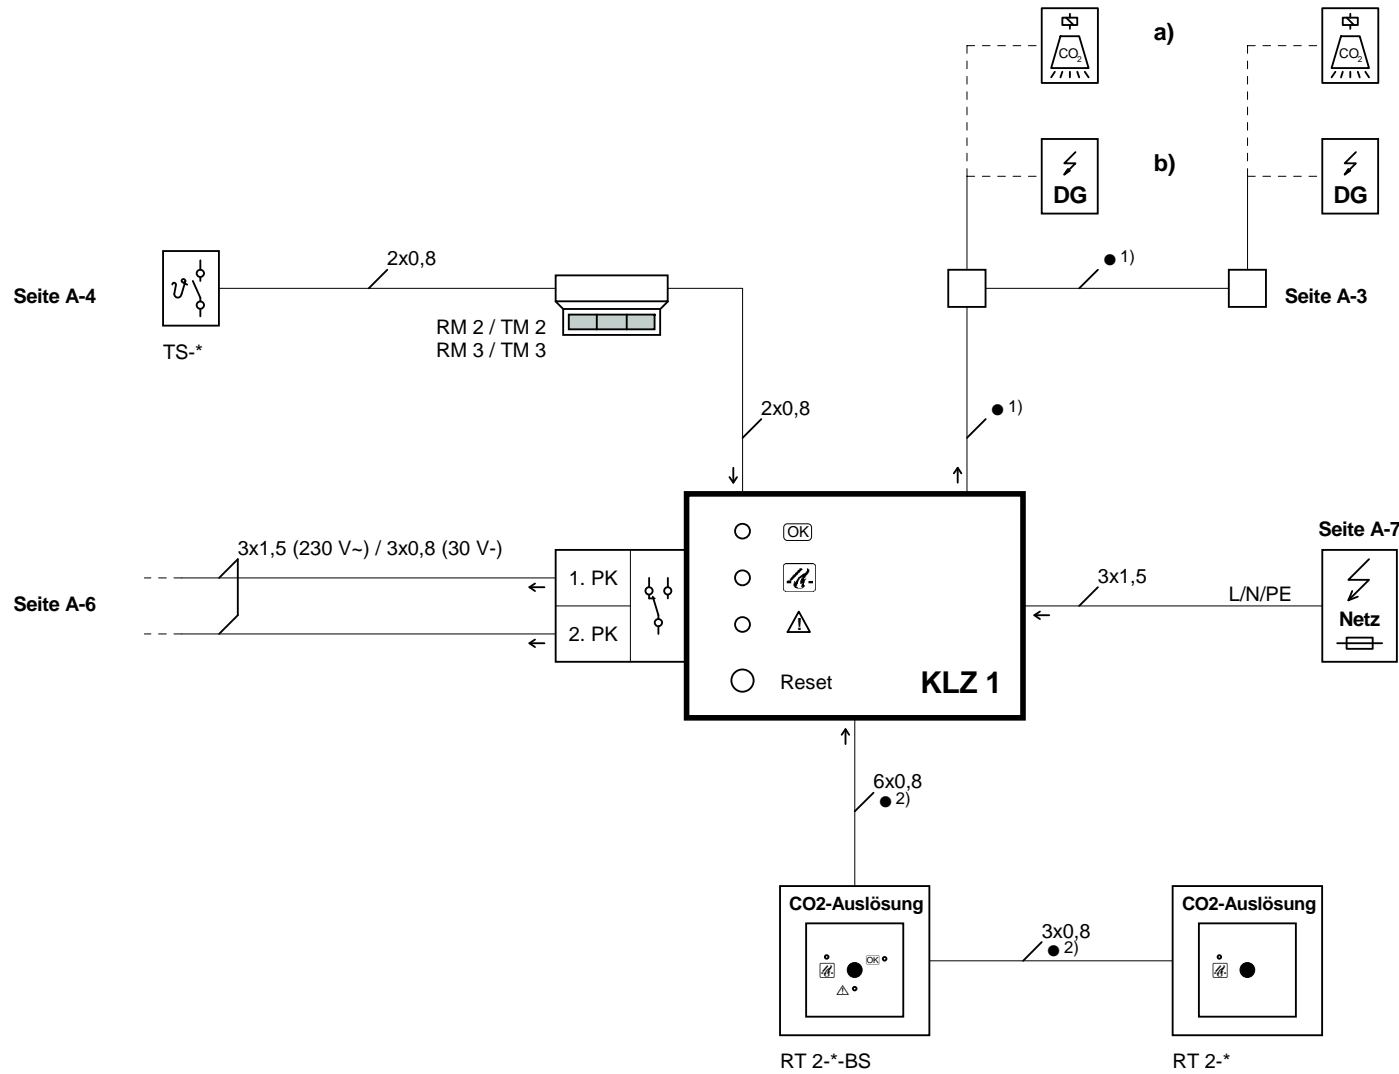 a)
CO2
CO2
b)
DG
DG
2x0,8
● 1)
Seite A-4
Seite A-3
RM 2 / TM 2
RM 3 / TM 3
TS-*
2x0,8
● 1)
Seite A-7
OK
3x1,5 (230 V~) / 3x0,8 (30 V-)
1. PK
3x1,5
L/N/PE
Seite A-6
Netz
2. PK
Reset
KLZ 1
6x0,8
● 2)
CO2-Auslösung
CO2-Auslösung
3x0,8
● 2)
OK
RT 2-*-BS
RT 2-*